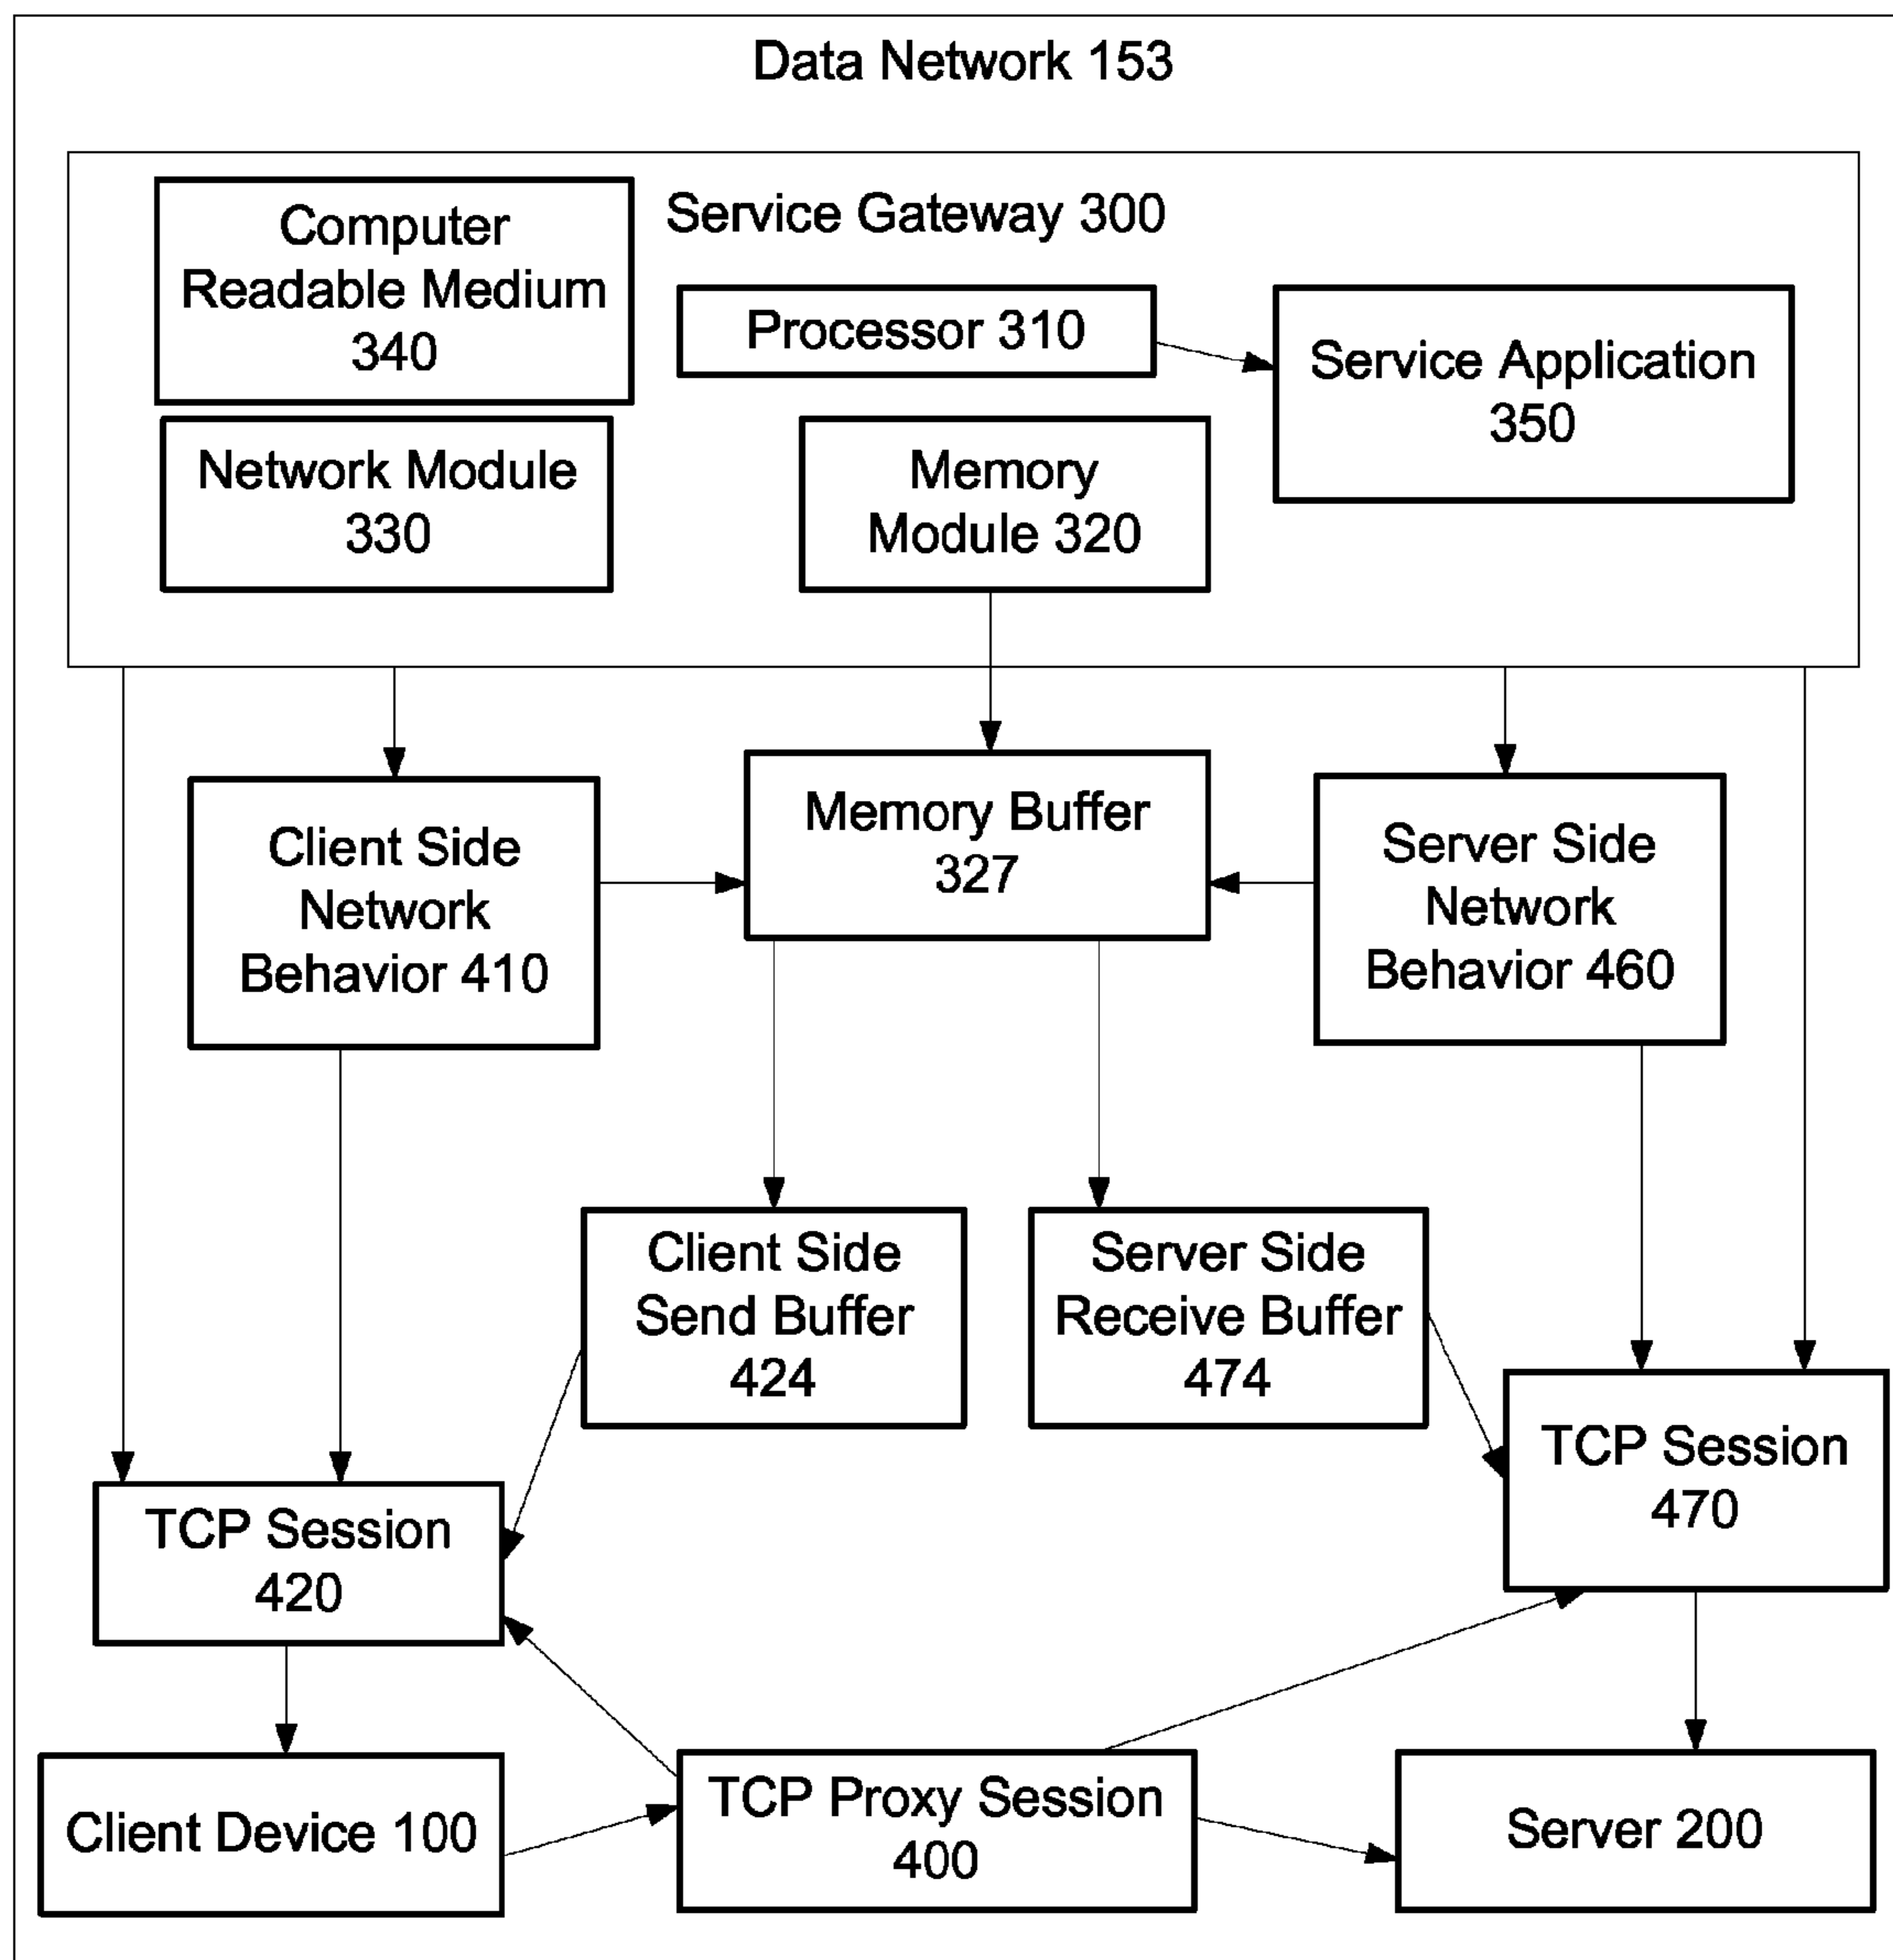 Data Network 153
Computer
Readable Medium
340
Service Gateway 300
Processor 310
Service Application
350
Network Module
330
Memory
Module 320
Client Side
Network
Behavior 410
Memory Buffer
327
Server Side
Network
Behavior 460
Client Side
Send Buffer
424
Server Side
Receive Buffer
474
TCP Session
420
TCP Session
470
Client Device 100
TCP Proxy Session
400
Server 200